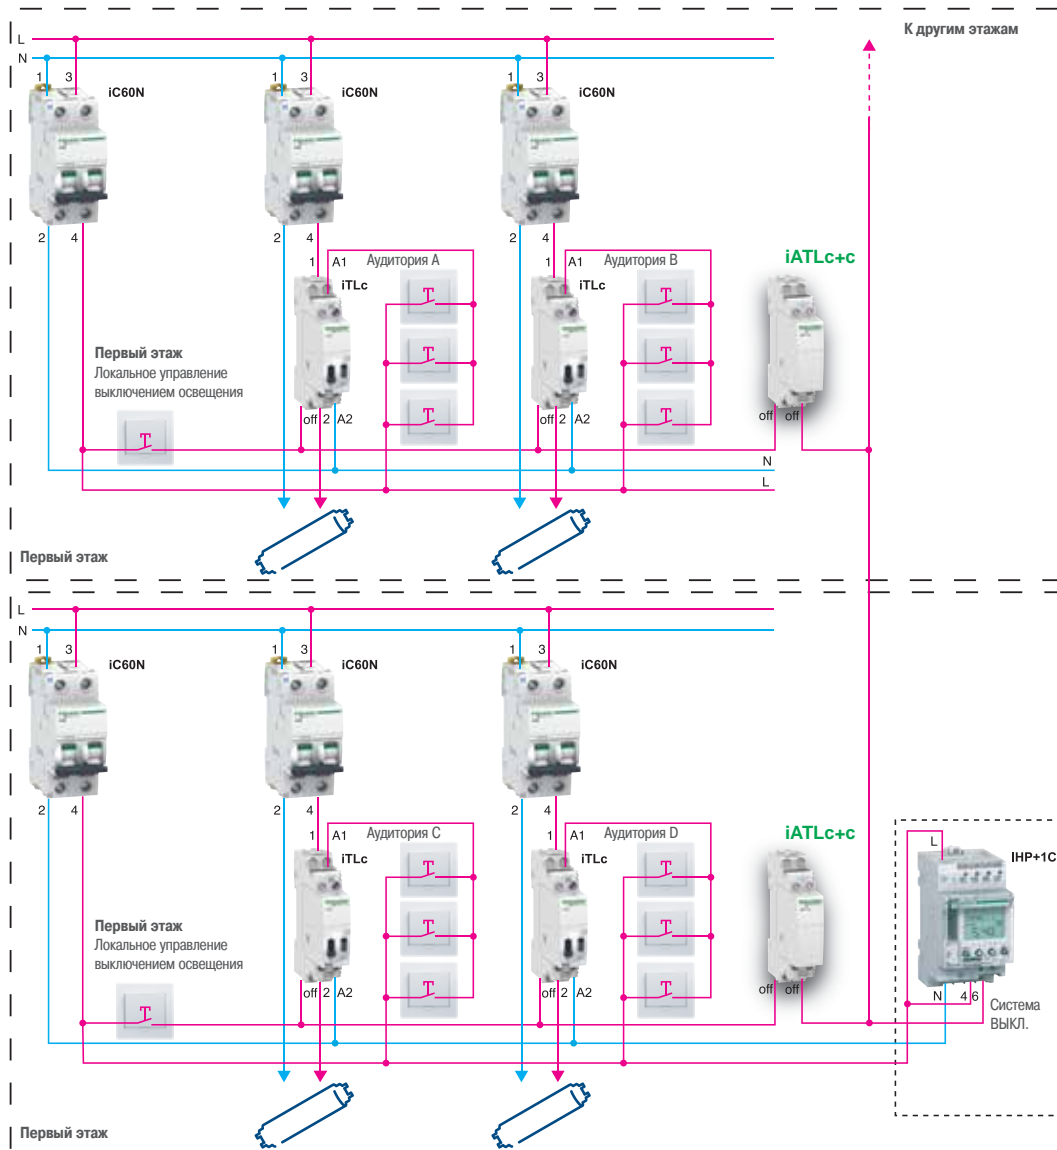 К другим этажам
L
N
1 3 iC60N
1 3 iC60N
1 3 iC60N
2 4
2 4
2 4
1 A1 Аудитория A
iTLc
1 A1 Аудитория B
iTLc
iATLc+c
Первый этаж
Локальное управление
выключением освещения
off 2 A2
off 2 A2
off off
N
L
Первый этаж
L
N
1 3 iC60N
1 3 iC60N
1 3 iC60N
2 4
2 4
2 4
1 A1 Аудитория C
iTLc
1 A1 Аудитория D
iTLc
iATLc+c
L
IHP+1C
Первый этаж
Локальное управление
выключением освещения
off 2 A2
off 2 A2
off off
N 4 6
Система
ВЫКЛ.
Первый этаж